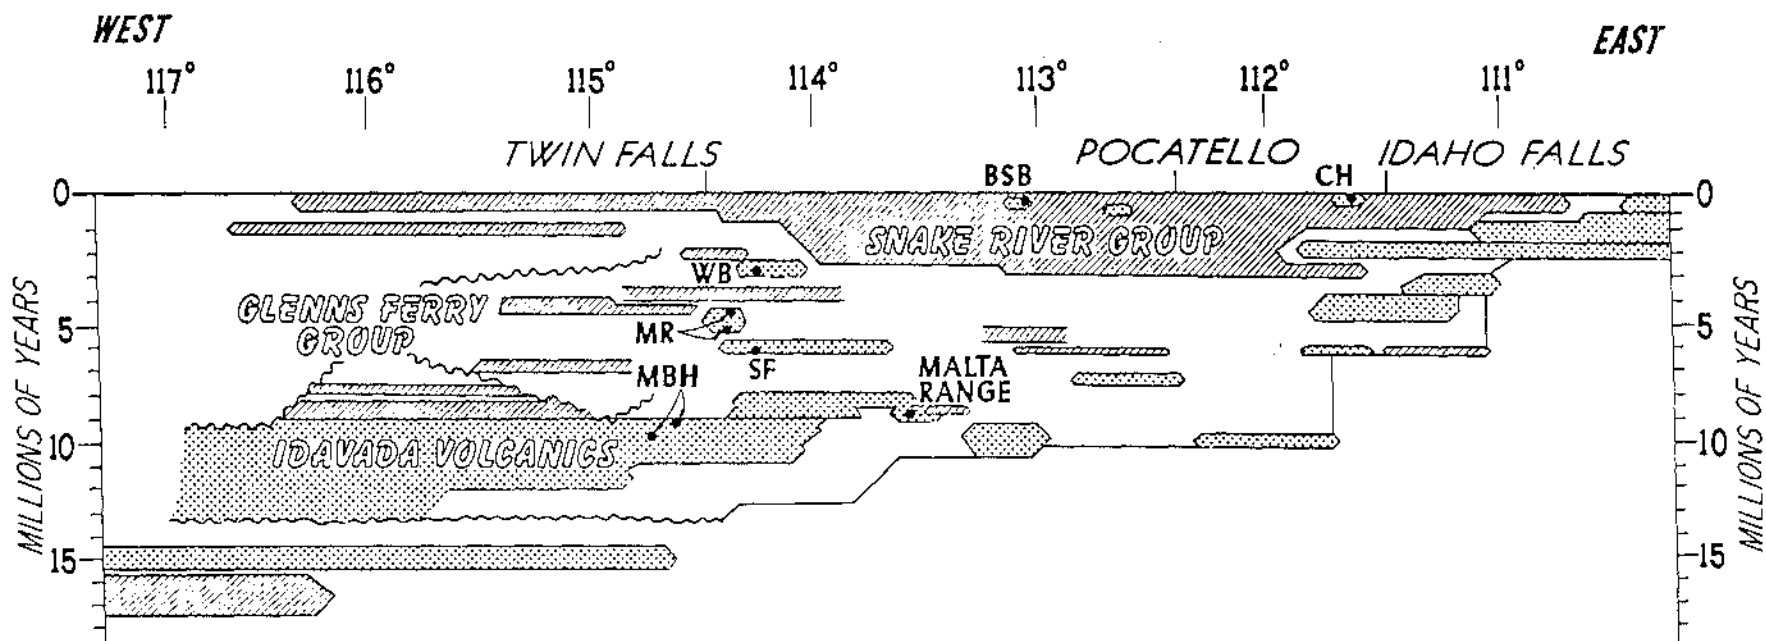 WEST
EAST
117° 116° 115° 114° 113° 112° 111°
TWIN FALLS POCATELLO IDAHO FALLS
0 BSB CH 0
SNAKE RIVER GROUP
WB
GLENNS FERRY
GROUP
5 MR 5
SF
MBH MALTA
RANGE
10 IDAVADA VOLCANICS 10
15 15
MILLIONS OF YEARS
MILLIONS OF YEARS